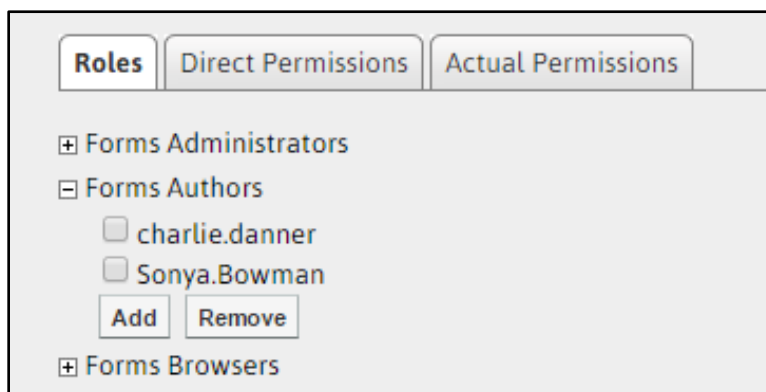 Roles Direct Permissions Actual Permissions
Forms Administrators
Forms Authors
charlie.danner
Sonya.Bowman
Add Remove
Forms Browsers